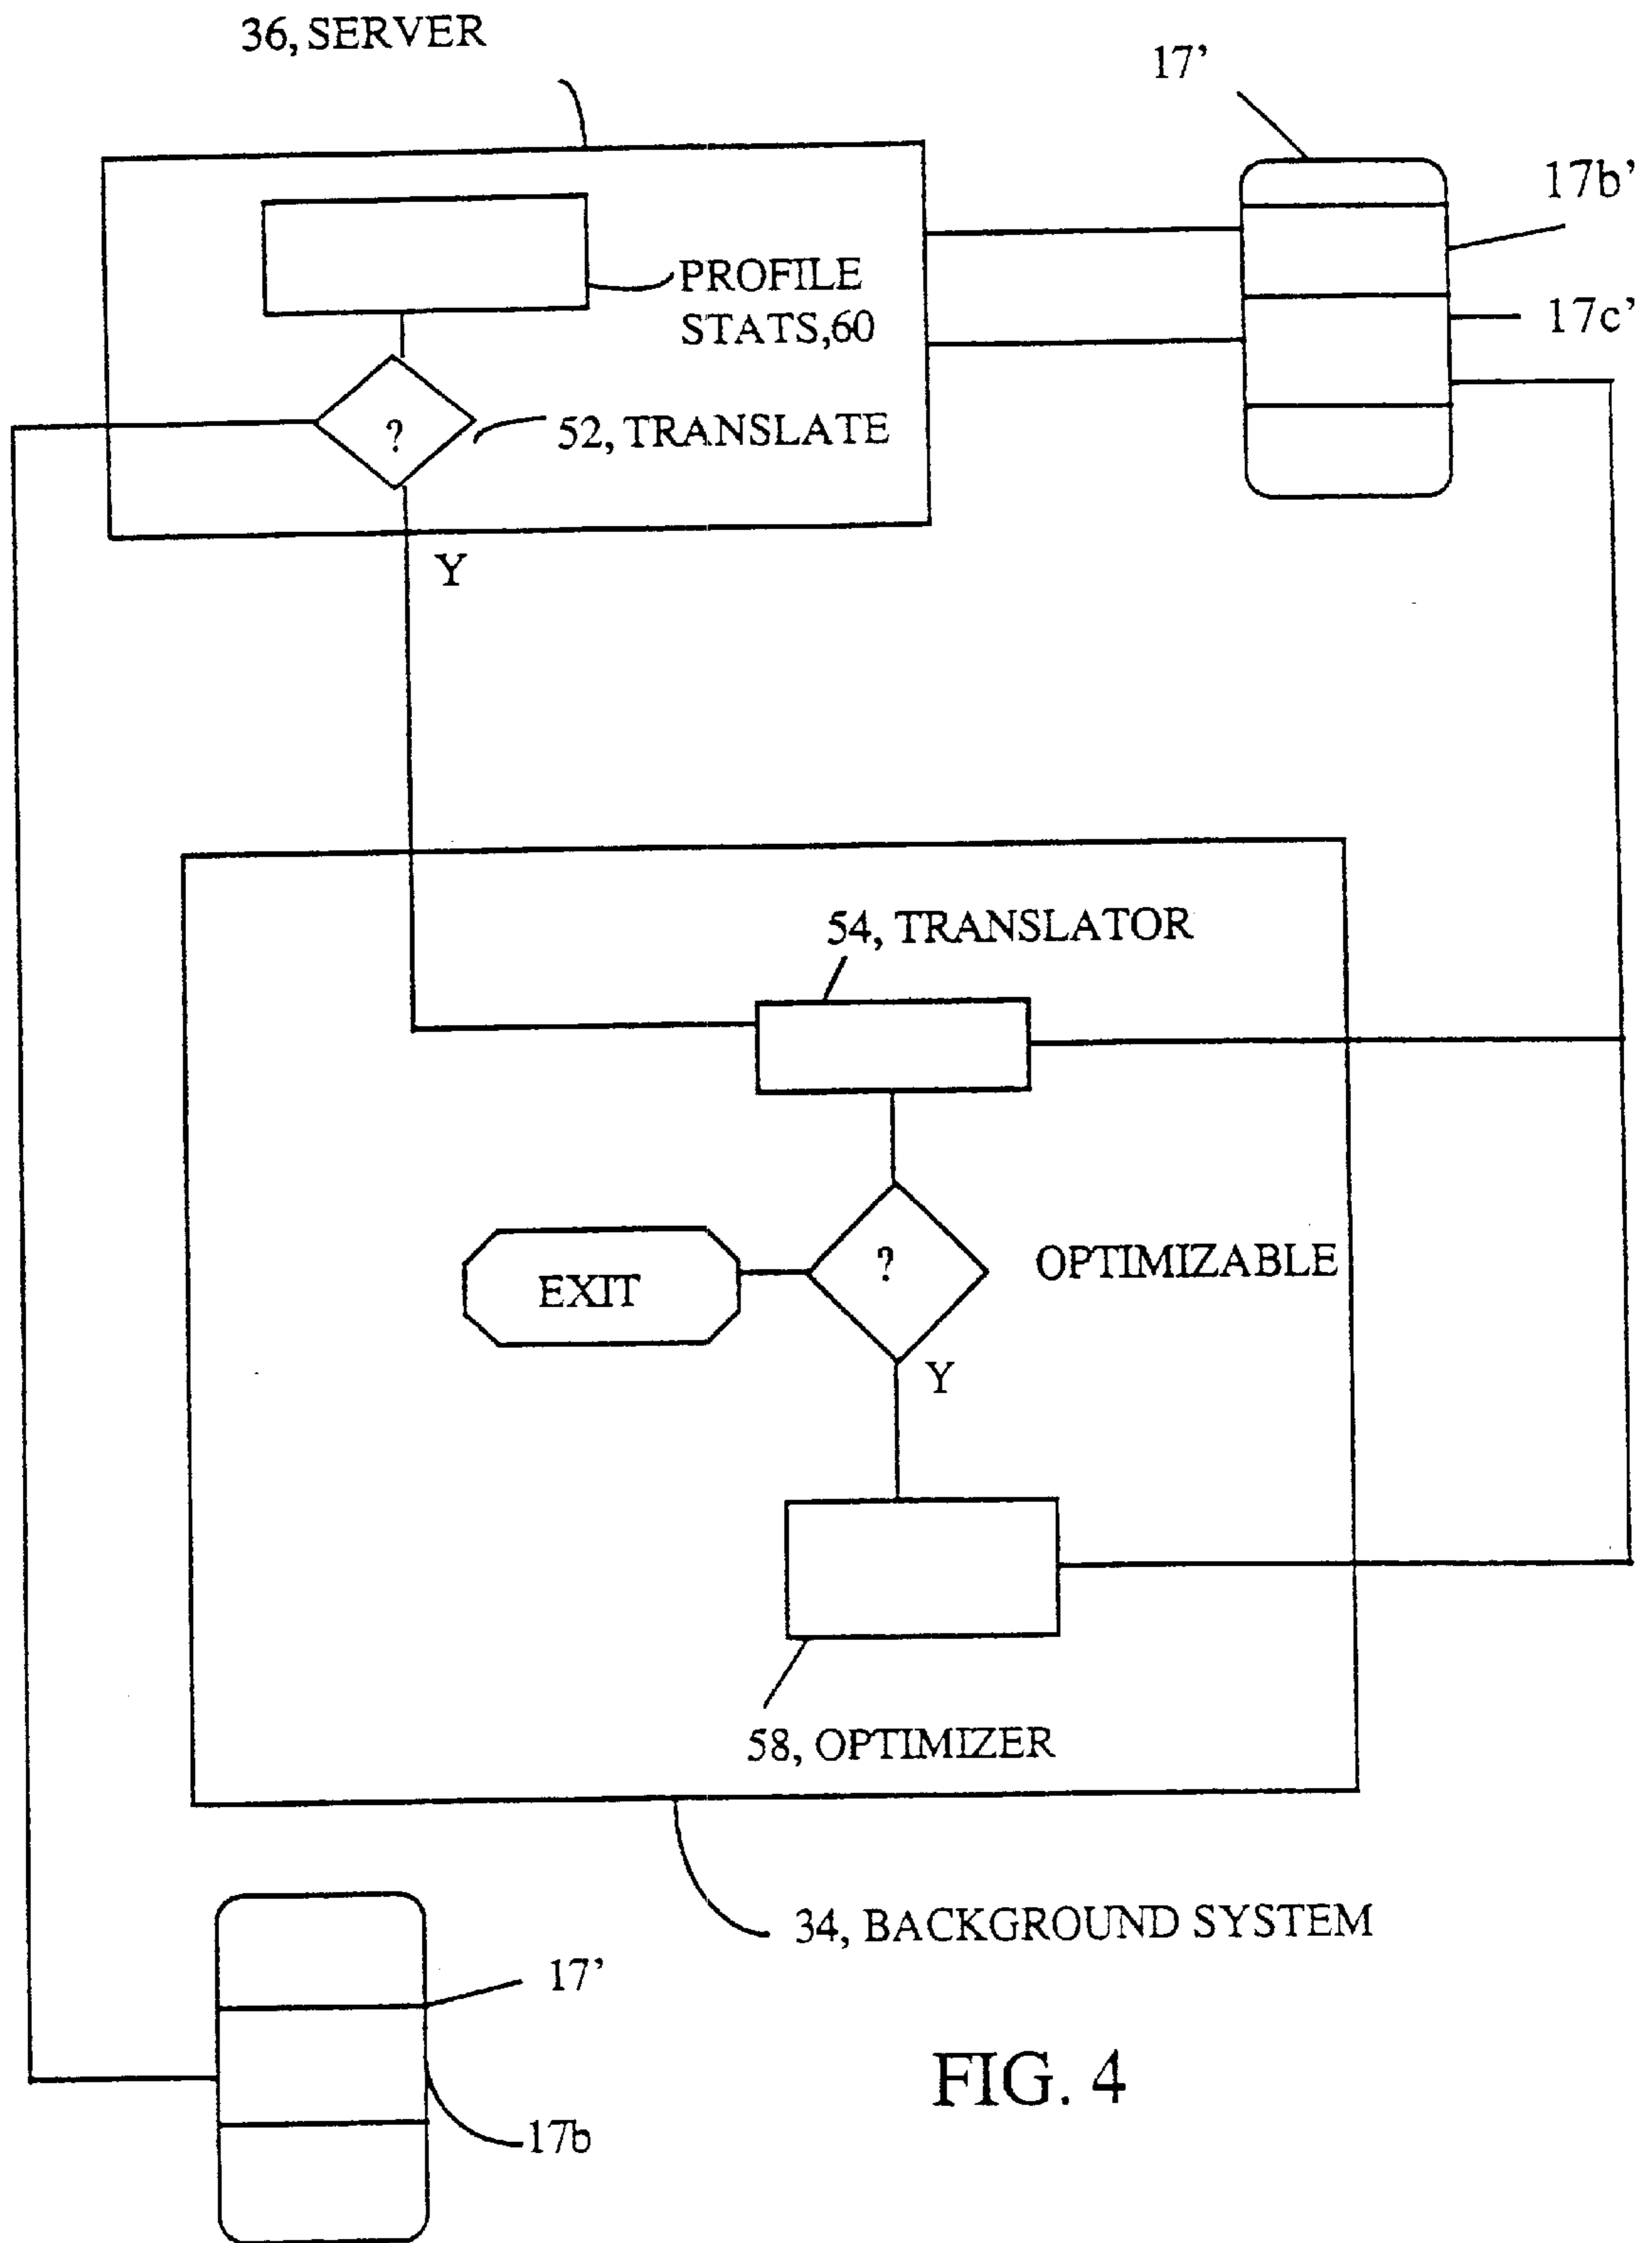 36, SERVER
17’
17b’
17c’
PROFILE
STATS,60
?
52, TRANSLATE
Y
54, TRANSLATOR
?
OPTIMIZABLE
EXIT
Y
58, OPTIMIZER
34, BACKGROUND SYSTEM
17’
17b
FIG. 4